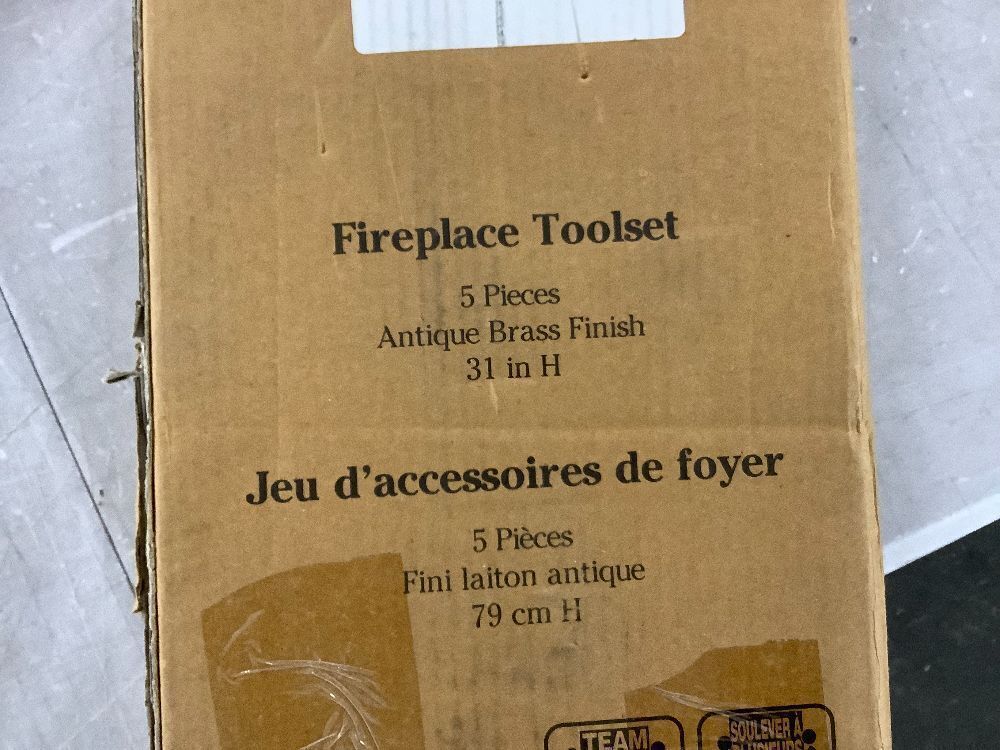 Fireplace Toolset
5 Pieces
Antique Brass Finish
31 in H
Jeu d'accessoires de foyer
5 Pièces
Fini laiton antique
79 cm H
TEAM
SOULEVER À
PLUSIEURS